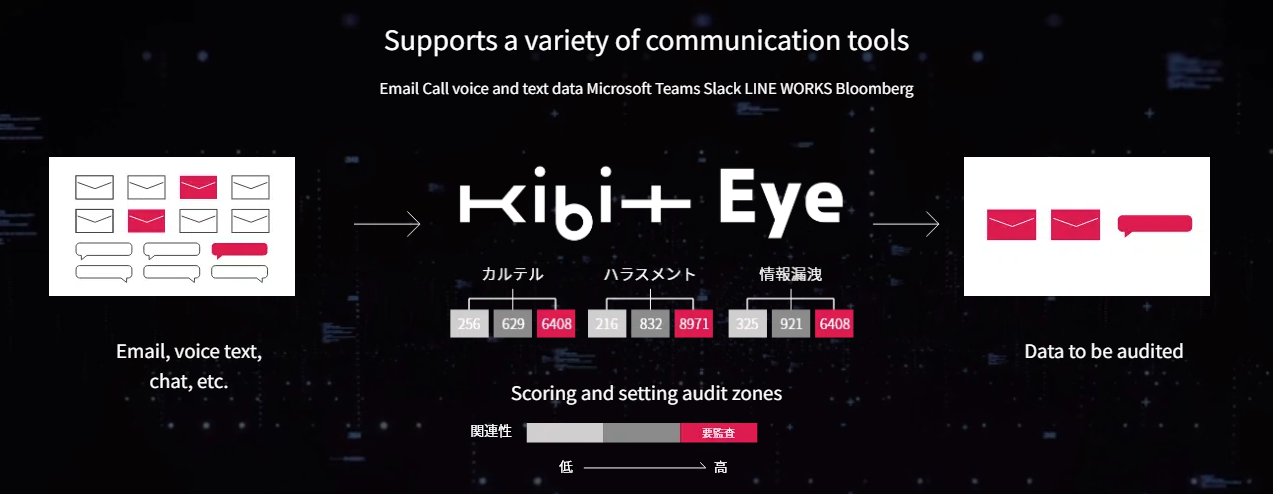 Supports a variety of communication tools
Email Call voice and text data Microsoft Teams Slack LINE WORKS Bloomberg
kibit Eye
カルテル
ハラスメント
情報漏洩
256 629 6408
216 832 8971
325 921 6408
Email, voice text,
chat, etc.
Data to be audited
Scoring and setting audit zones
関連性
要監査
低
高